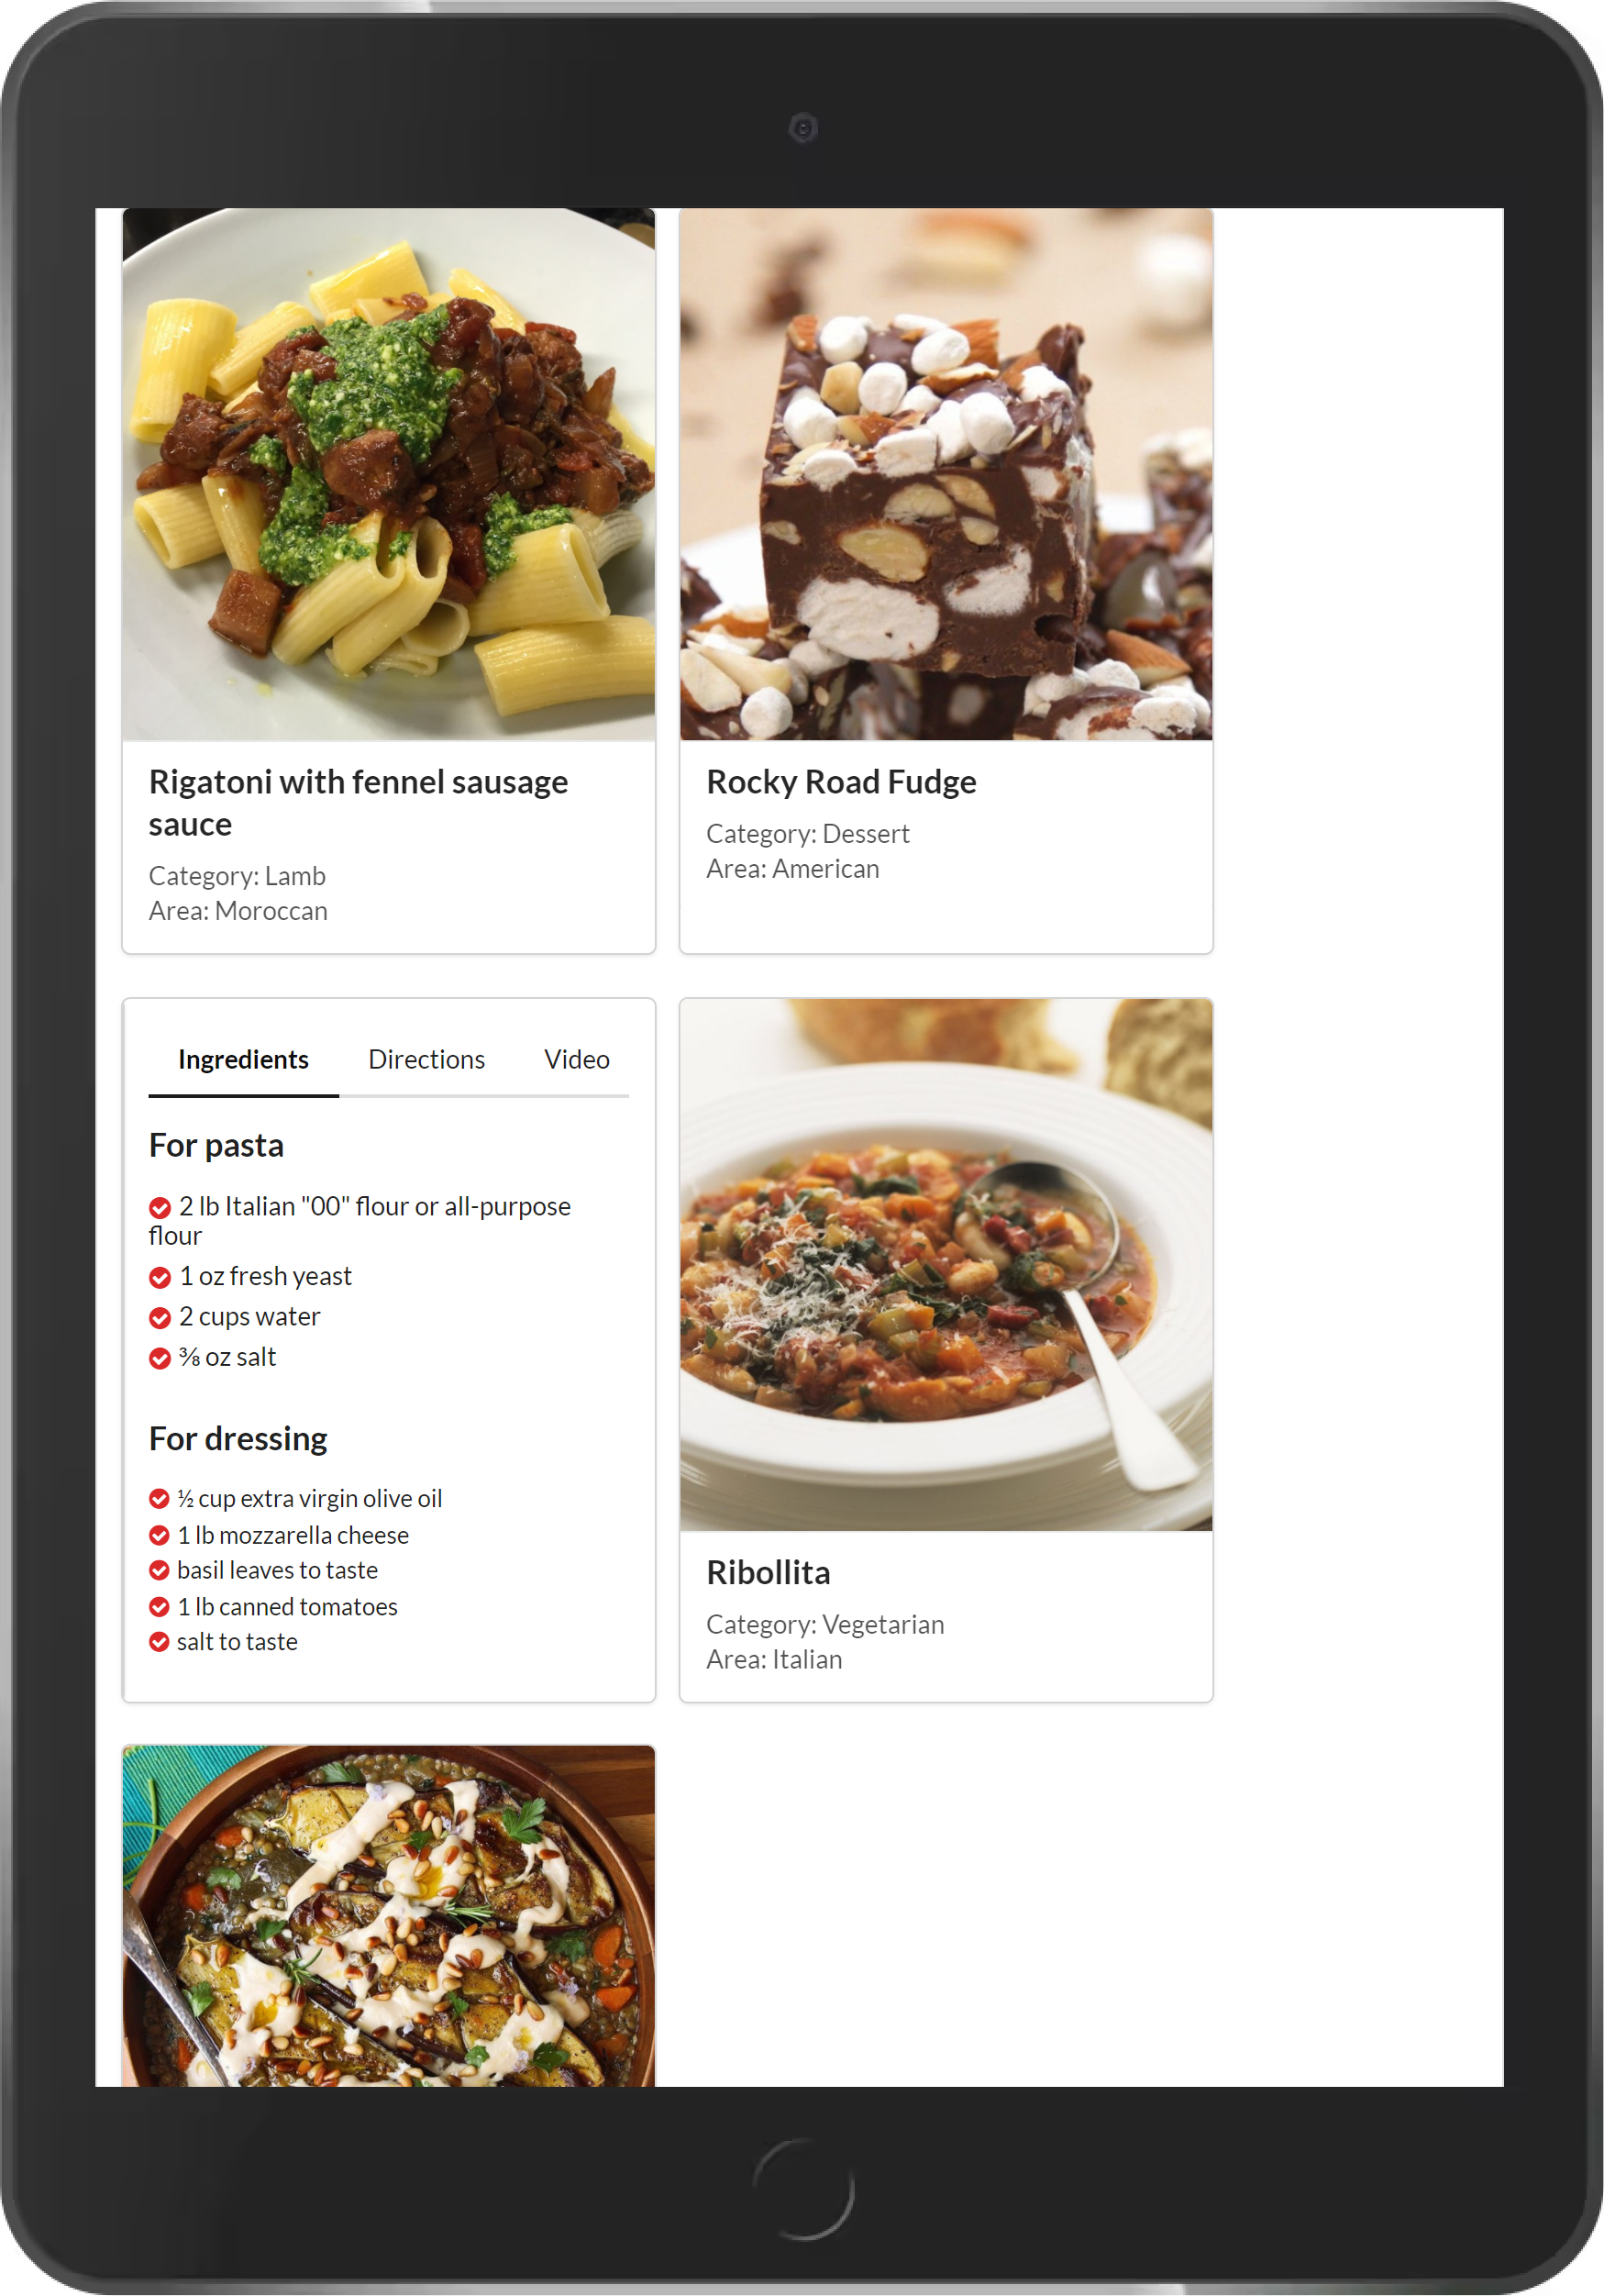 Rigatoni with fennel sausage
sauce
Category: Lamb
Area: Moroccan
Rocky Road Fudge
Category: Dessert
Area: American
Ingredients Directions Video
For pasta
2 lb Italian "00" flour or all-purpose
flour
1 oz fresh yeast
2 cups water
⅜ oz salt
For dressing
½ cup extra virgin olive oil
1 lb mozzarella cheese
basil leaves to taste
1 lb canned tomatoes
salt to taste
Ribollita
Category: Vegetarian
Area: Italian